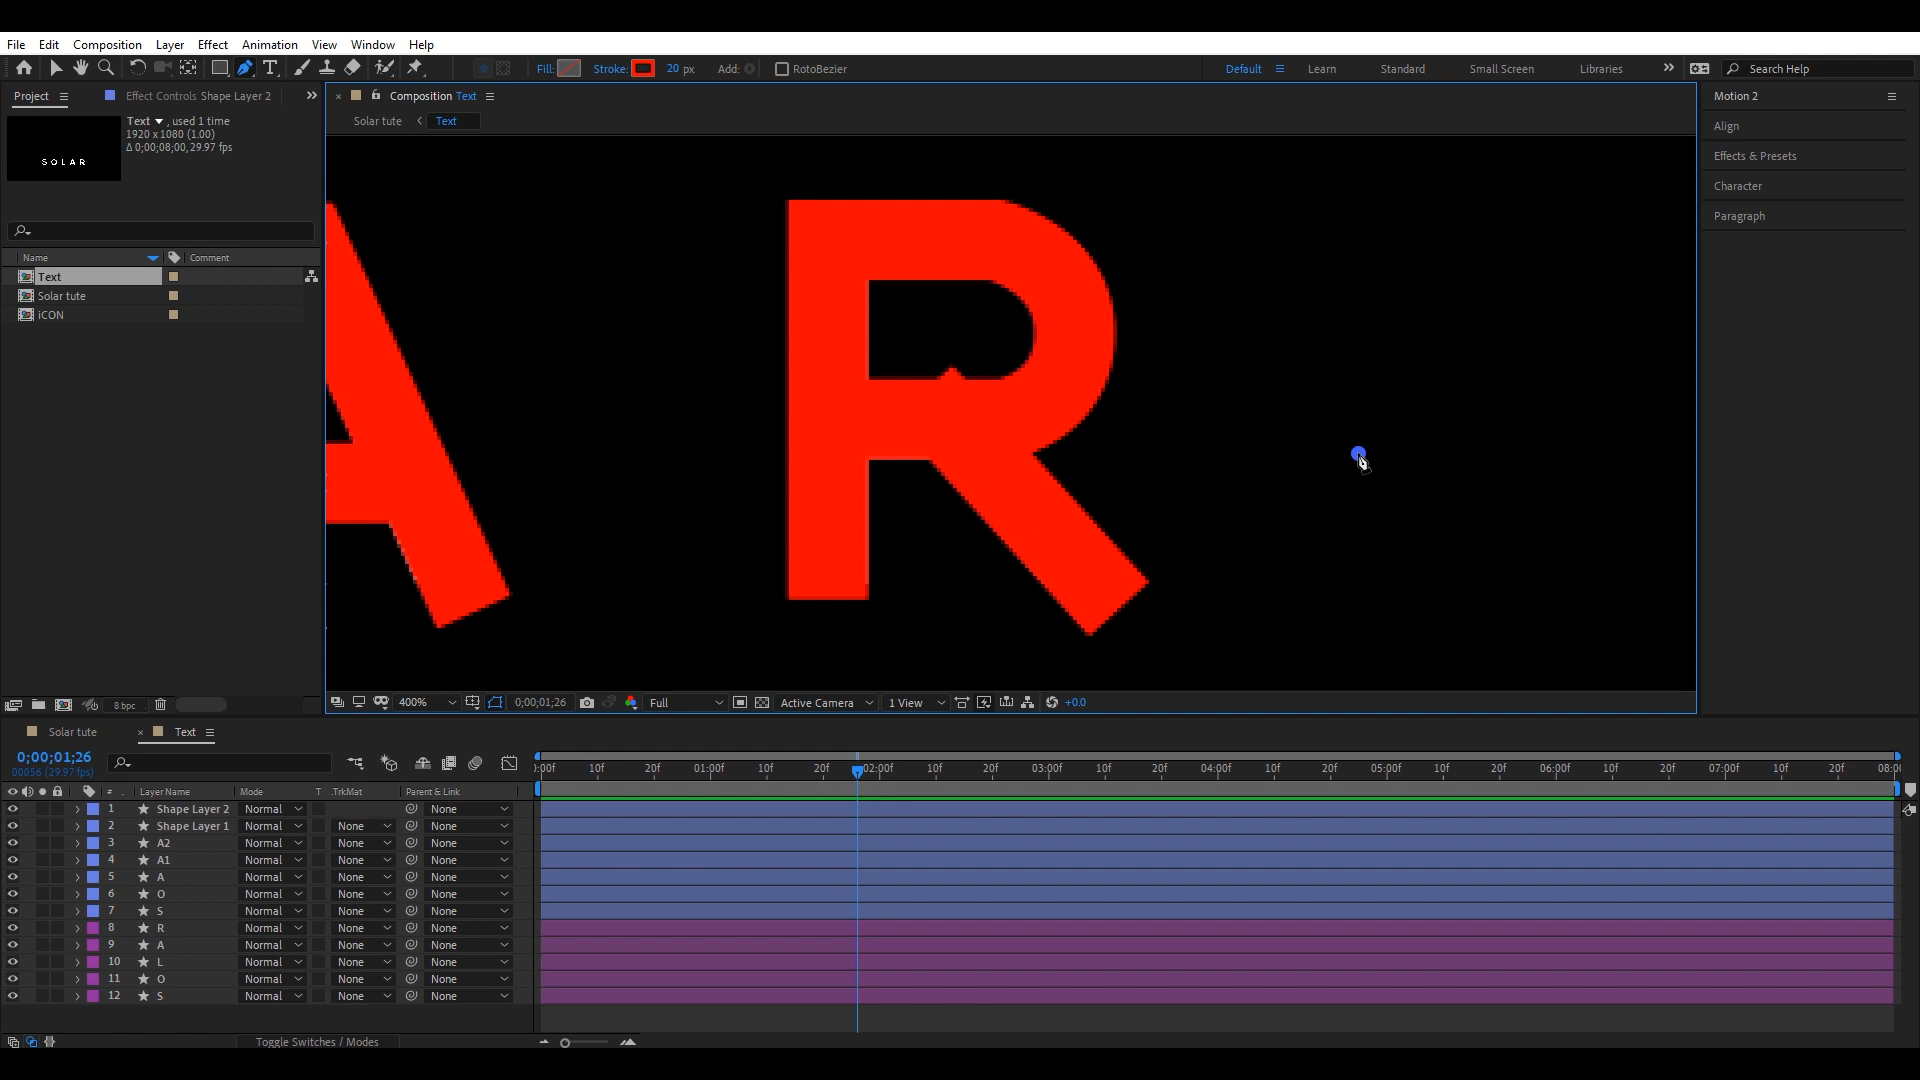 File Edit Composition Layer Effect Animation View Window Help
Fill: Stroke: 20 px Add: RotoBezier Default Learn Standard Small Screen Libraries Search Help
Project Effect Controls Shape Layer 2
Composition Text
Motion 2
Text , used 1 time
1920 x 1080 (1.00)
Δ 0;00;08;00, 29.97 fps
SOLAR
Solar tute Text
Align
Effects & Presets
Character
Paragraph
Name Comment
Text
Solar tute
iCON
A R
8 bpc
400% 0;00;01;26 Full Active Camera 1 View +0.0
Solar tute Text
0;00;01;26
00056 (29.97 fps)
:00f 10f 20f 01:00f 10f 20f 02:00f 10f 20f 03:00f 10f 20f 04:00f 10f 20f 05:00f 10f 20f 06:00f 10f 20f 07:00f 10f 20f 08:00
# Layer Name Mode T .TrkMat Parent & Link
1 Shape Layer 2 Normal None
2 Shape Layer 1 Normal None None
3 A2 Normal None None
4 A1 Normal None None
5 A Normal None None
6 O Normal None None
7 S Normal None None
8 R Normal None None
9 A Normal None None
10 L Normal None None
11 O Normal None None
12 S Normal None None
Toggle Switches / Modes